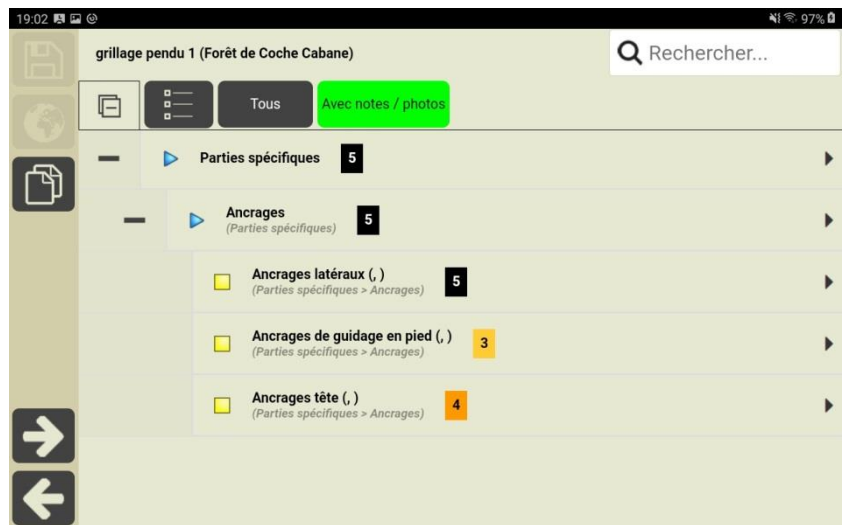 19:02 97%
grillage pendu 1 (Forêt de Coche Cabane)
Rechercher...
Tous
Avec notes / photos
Parties spécifiques 5
Ancrages 5
(Parties spécifiques)
Ancrages latéraux (, ) 5
(Parties spécifiques > Ancrages)
Ancrages de guidage en pied (, ) 3
(Parties spécifiques > Ancrages)
Ancrages tête (, ) 4
(Parties spécifiques > Ancrages)